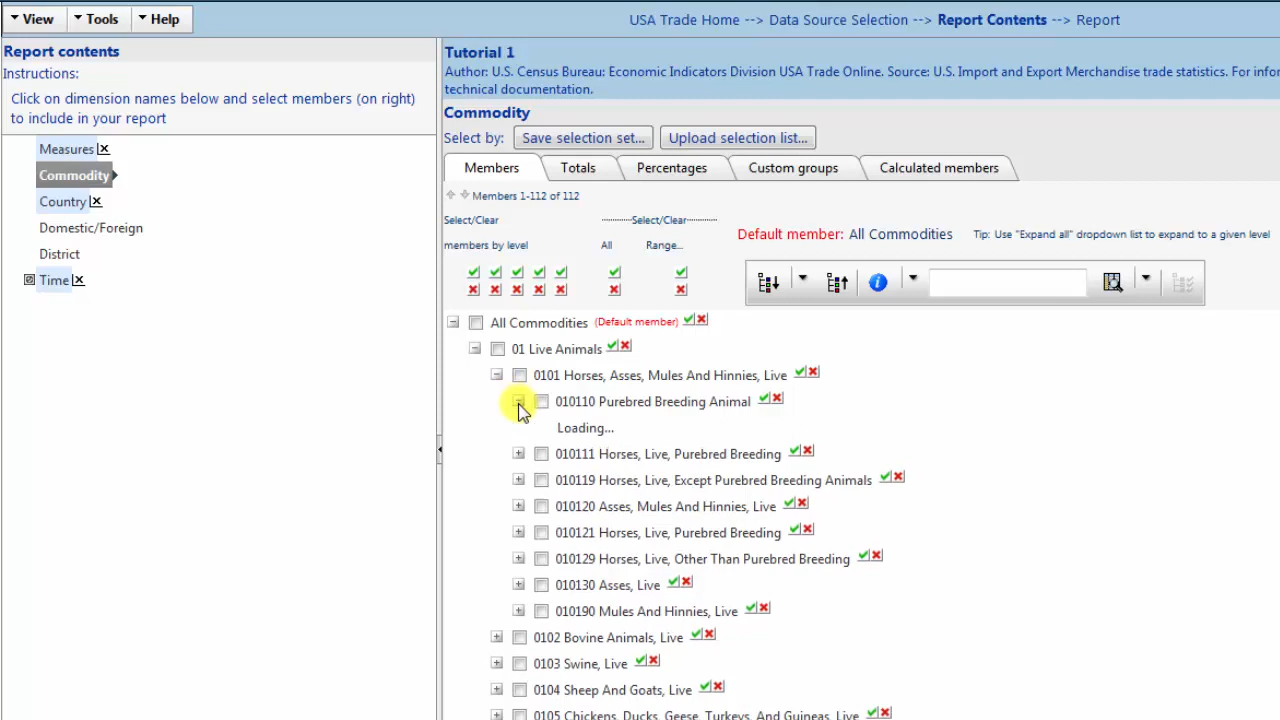 View Tools Help
USA Trade Home --> Data Source Selection --> Report Contents --> Report
Report contents
Instructions:
Click on dimension names below and select members (on right)
to include in your report
Measures
Commodity
Country
Domestic/Foreign
District
Time
Tutorial 1
Author: U.S. Census Bureau: Economic Indicators Division USA Trade Online. Source: U.S. Import and Export Merchandise trade statistics. For infor
technical documentation.
Commodity
Select by: Save selection set... Upload selection list...
Members Totals Percentages Custom groups Calculated members
Members 1-112 of 112
Select/Clear ----------Select/Clear----------
members by level All Range...
Default member: All Commodities Tip: Use "Expand all" dropdown list to expand to a given level
All Commodities (Default member)
01 Live Animals
0101 Horses, Asses, Mules And Hinnies, Live
010110 Purebred Breeding Animal
Loading...
010111 Horses, Live, Purebred Breeding
010119 Horses, Live, Except Purebred Breeding Animals
010120 Asses, Mules And Hinnies, Live
010121 Horses, Live, Purebred Breeding
010129 Horses, Live, Other Than Purebred Breeding
010130 Asses, Live
010190 Mules And Hinnies, Live
0102 Bovine Animals, Live
0103 Swine, Live
0104 Sheep And Goats, Live
0105 Chickens, Ducks, Geese, Turkeys, And Guineas, Live